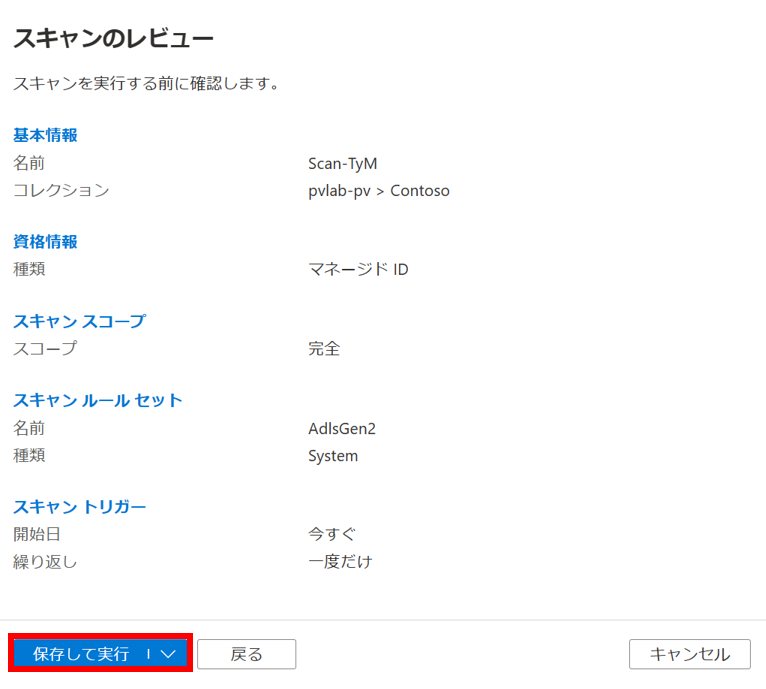 スキャンのレビュー
スキャンを実行する前に確認します。
基本情報
名前 Scan-TyM
コレクション pvlab-pv > Contoso
資格情報
種類 マネージド ID
スキャン スコープ
スコープ 完全
スキャン ルール セット
名前 AdlsGen2
種類 System
スキャン トリガー
開始日 今すぐ
繰り返し 一度だけ
保存して実行 戻る キャンセル